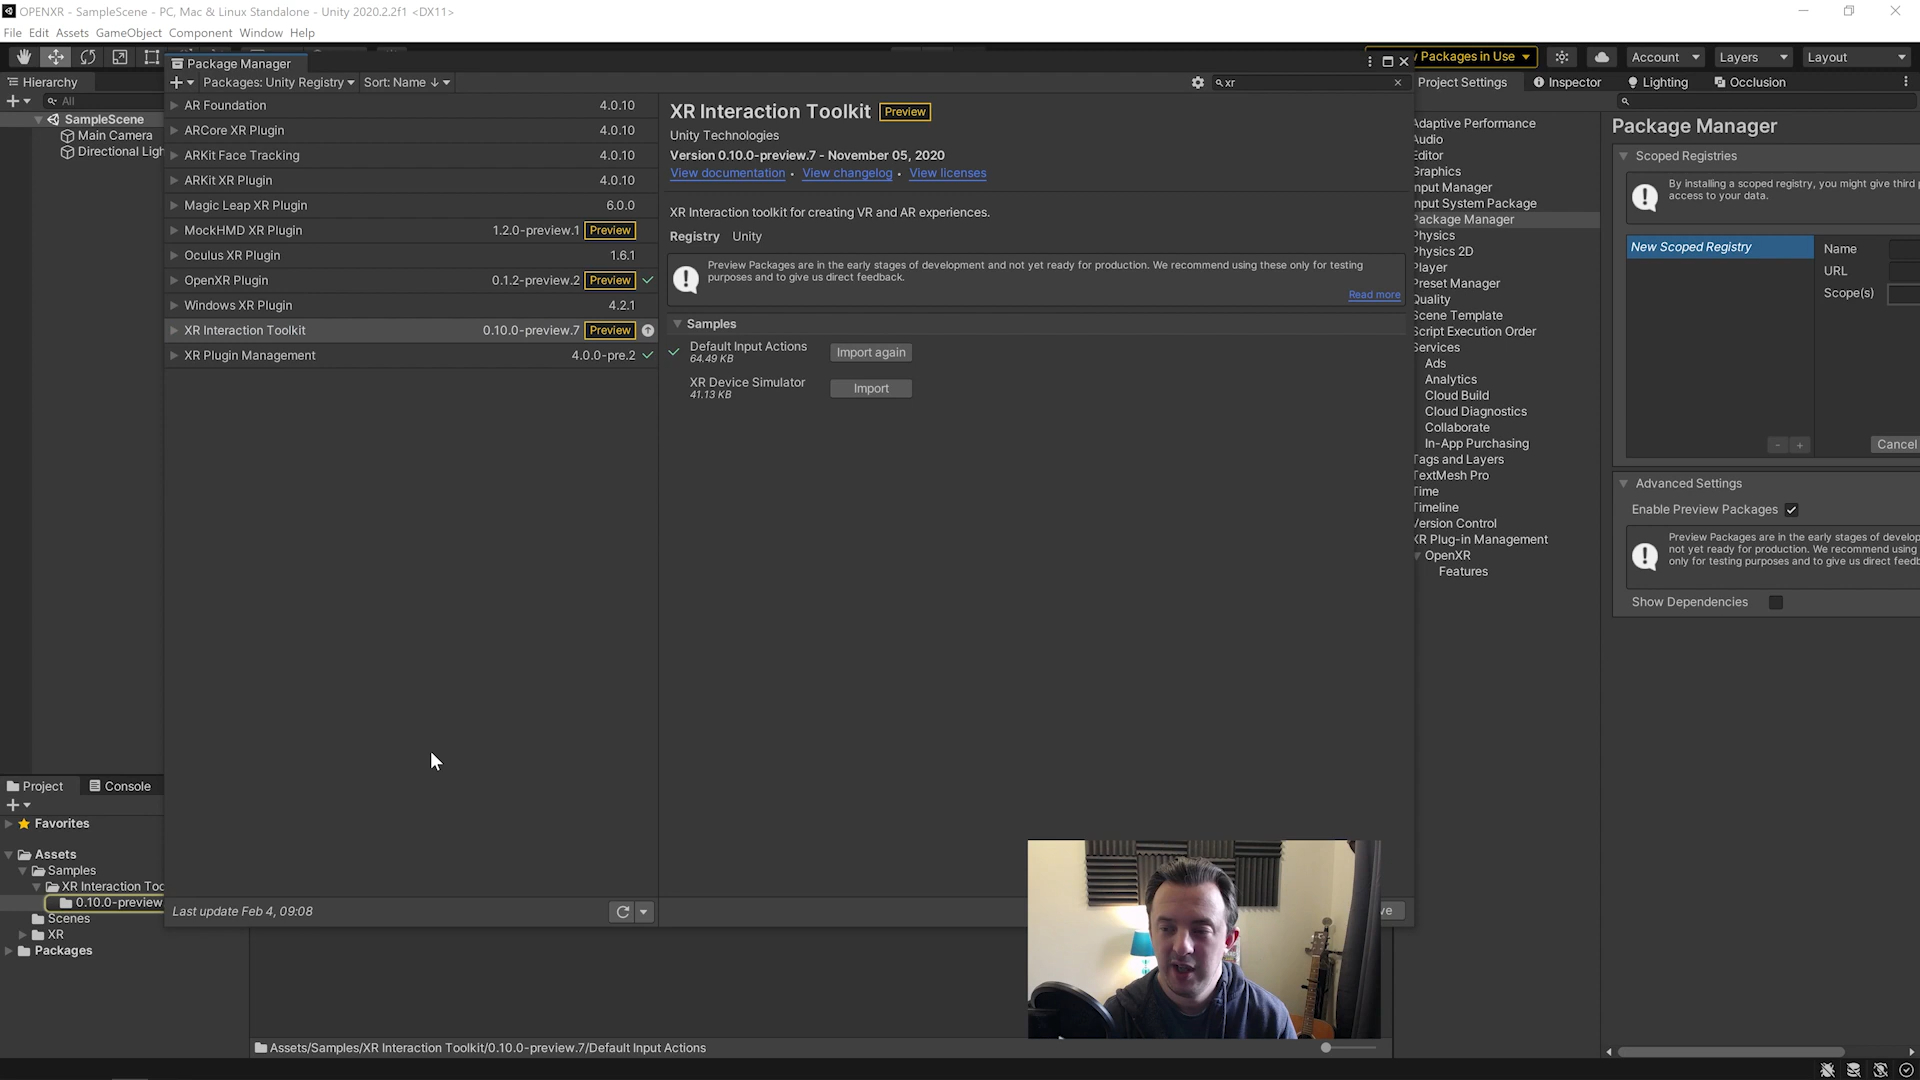 OPENXR - SampleScene - PC, Mac & Linux Standalone - Unity 2020.2.2f1 <DX11>
File Edit Assets GameObject Component Window Help
Packages in Use
Account
Layers
Layout
Hierarchy
All
SampleScene
Main Camera
Directional Ligh
Package Manager
Packages: Unity Registry
Sort: Name ↓
xr
AR Foundation 4.0.10
ARCore XR Plugin 4.0.10
ARKit Face Tracking 4.0.10
ARKit XR Plugin 4.0.10
Magic Leap XR Plugin 6.0.0
MockHMD XR Plugin 1.2.0-preview.1 Preview
Oculus XR Plugin 1.6.1
OpenXR Plugin 0.1.2-preview.2 Preview
Windows XR Plugin 4.2.1
XR Interaction Toolkit 0.10.0-preview.7 Preview
XR Plugin Management 4.0.0-pre.2
Last update Feb 4, 09:08
XR Interaction Toolkit Preview
Unity Technologies
Version 0.10.0-preview.7 - November 05, 2020
View documentation • View changelog • View licenses
XR Interaction toolkit for creating VR and AR experiences.
Registry Unity
Preview Packages are in the early stages of development and not yet ready for production. We recommend using these only for testing
purposes and to give us direct feedback.
Read more
Samples
Default Input Actions
64.49 KB
Import again
XR Device Simulator
41.13 KB
Import
ve
Project Settings
Inspector
Lighting
Occlusion
Adaptive Performance
Audio
Editor
Graphics
nput Manager
nput System Package
Package Manager
Physics
Physics 2D
Player
Preset Manager
Quality
Scene Template
Script Execution Order
Services
Ads
Analytics
Cloud Build
Cloud Diagnostics
Collaborate
In-App Purchasing
Tags and Layers
TextMesh Pro
Time
Timeline
Version Control
XR Plug-in Management
OpenXR
Features
Package Manager
Scoped Registries
By installing a scoped registry, you might give third p
access to your data.
New Scoped Registry
Name
URL
Scope(s)
- +
Cancel
Advanced Settings
Enable Preview Packages
Preview Packages are in the early stages of develop
not yet ready for production. We recommend using
only for testing purposes and to give us direct feedb
Show Dependencies
Project
Console
Favorites
Assets
Samples
XR Interaction Too
0.10.0-preview
Scenes
XR
Packages
Assets/Samples/XR Interaction Toolkit/0.10.0-preview.7/Default Input Actions